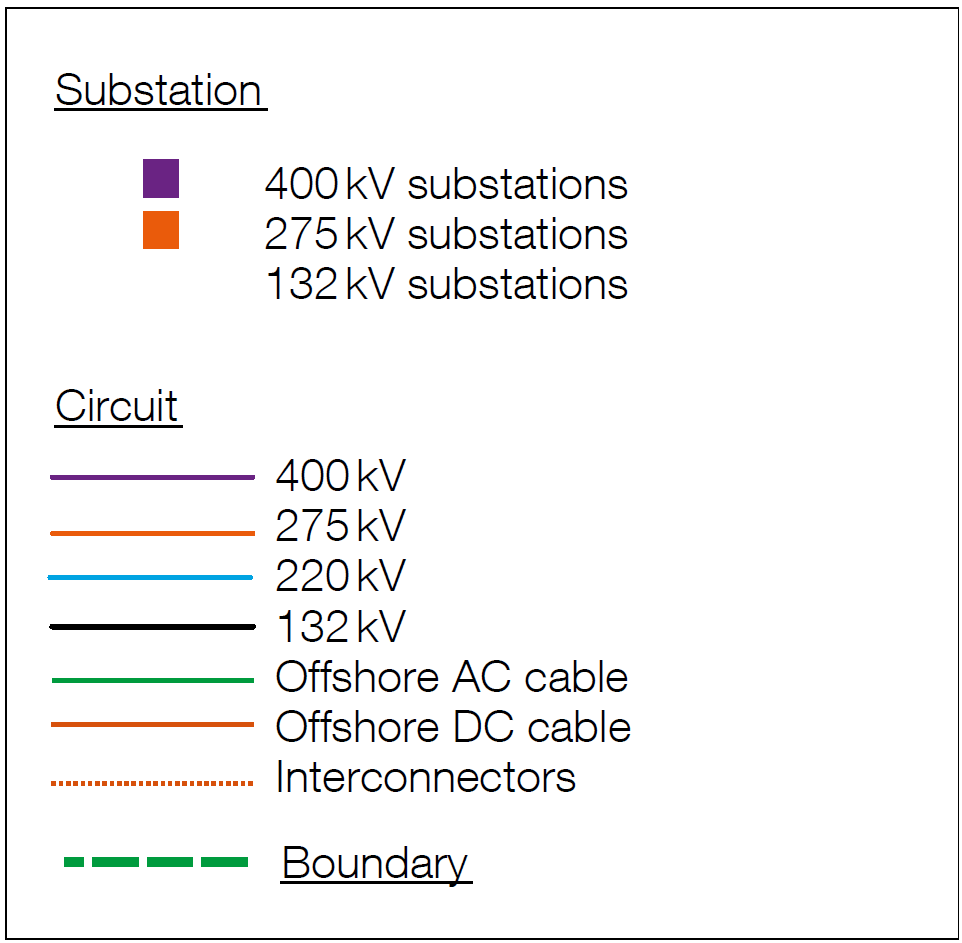 Substation
400 kV substations
275 kV substations
132 kV substations
Circuit
400 kV
275 kV
220 kV
132 kV
Offshore AC cable
Offshore DC cable
Interconnectors
Boundary